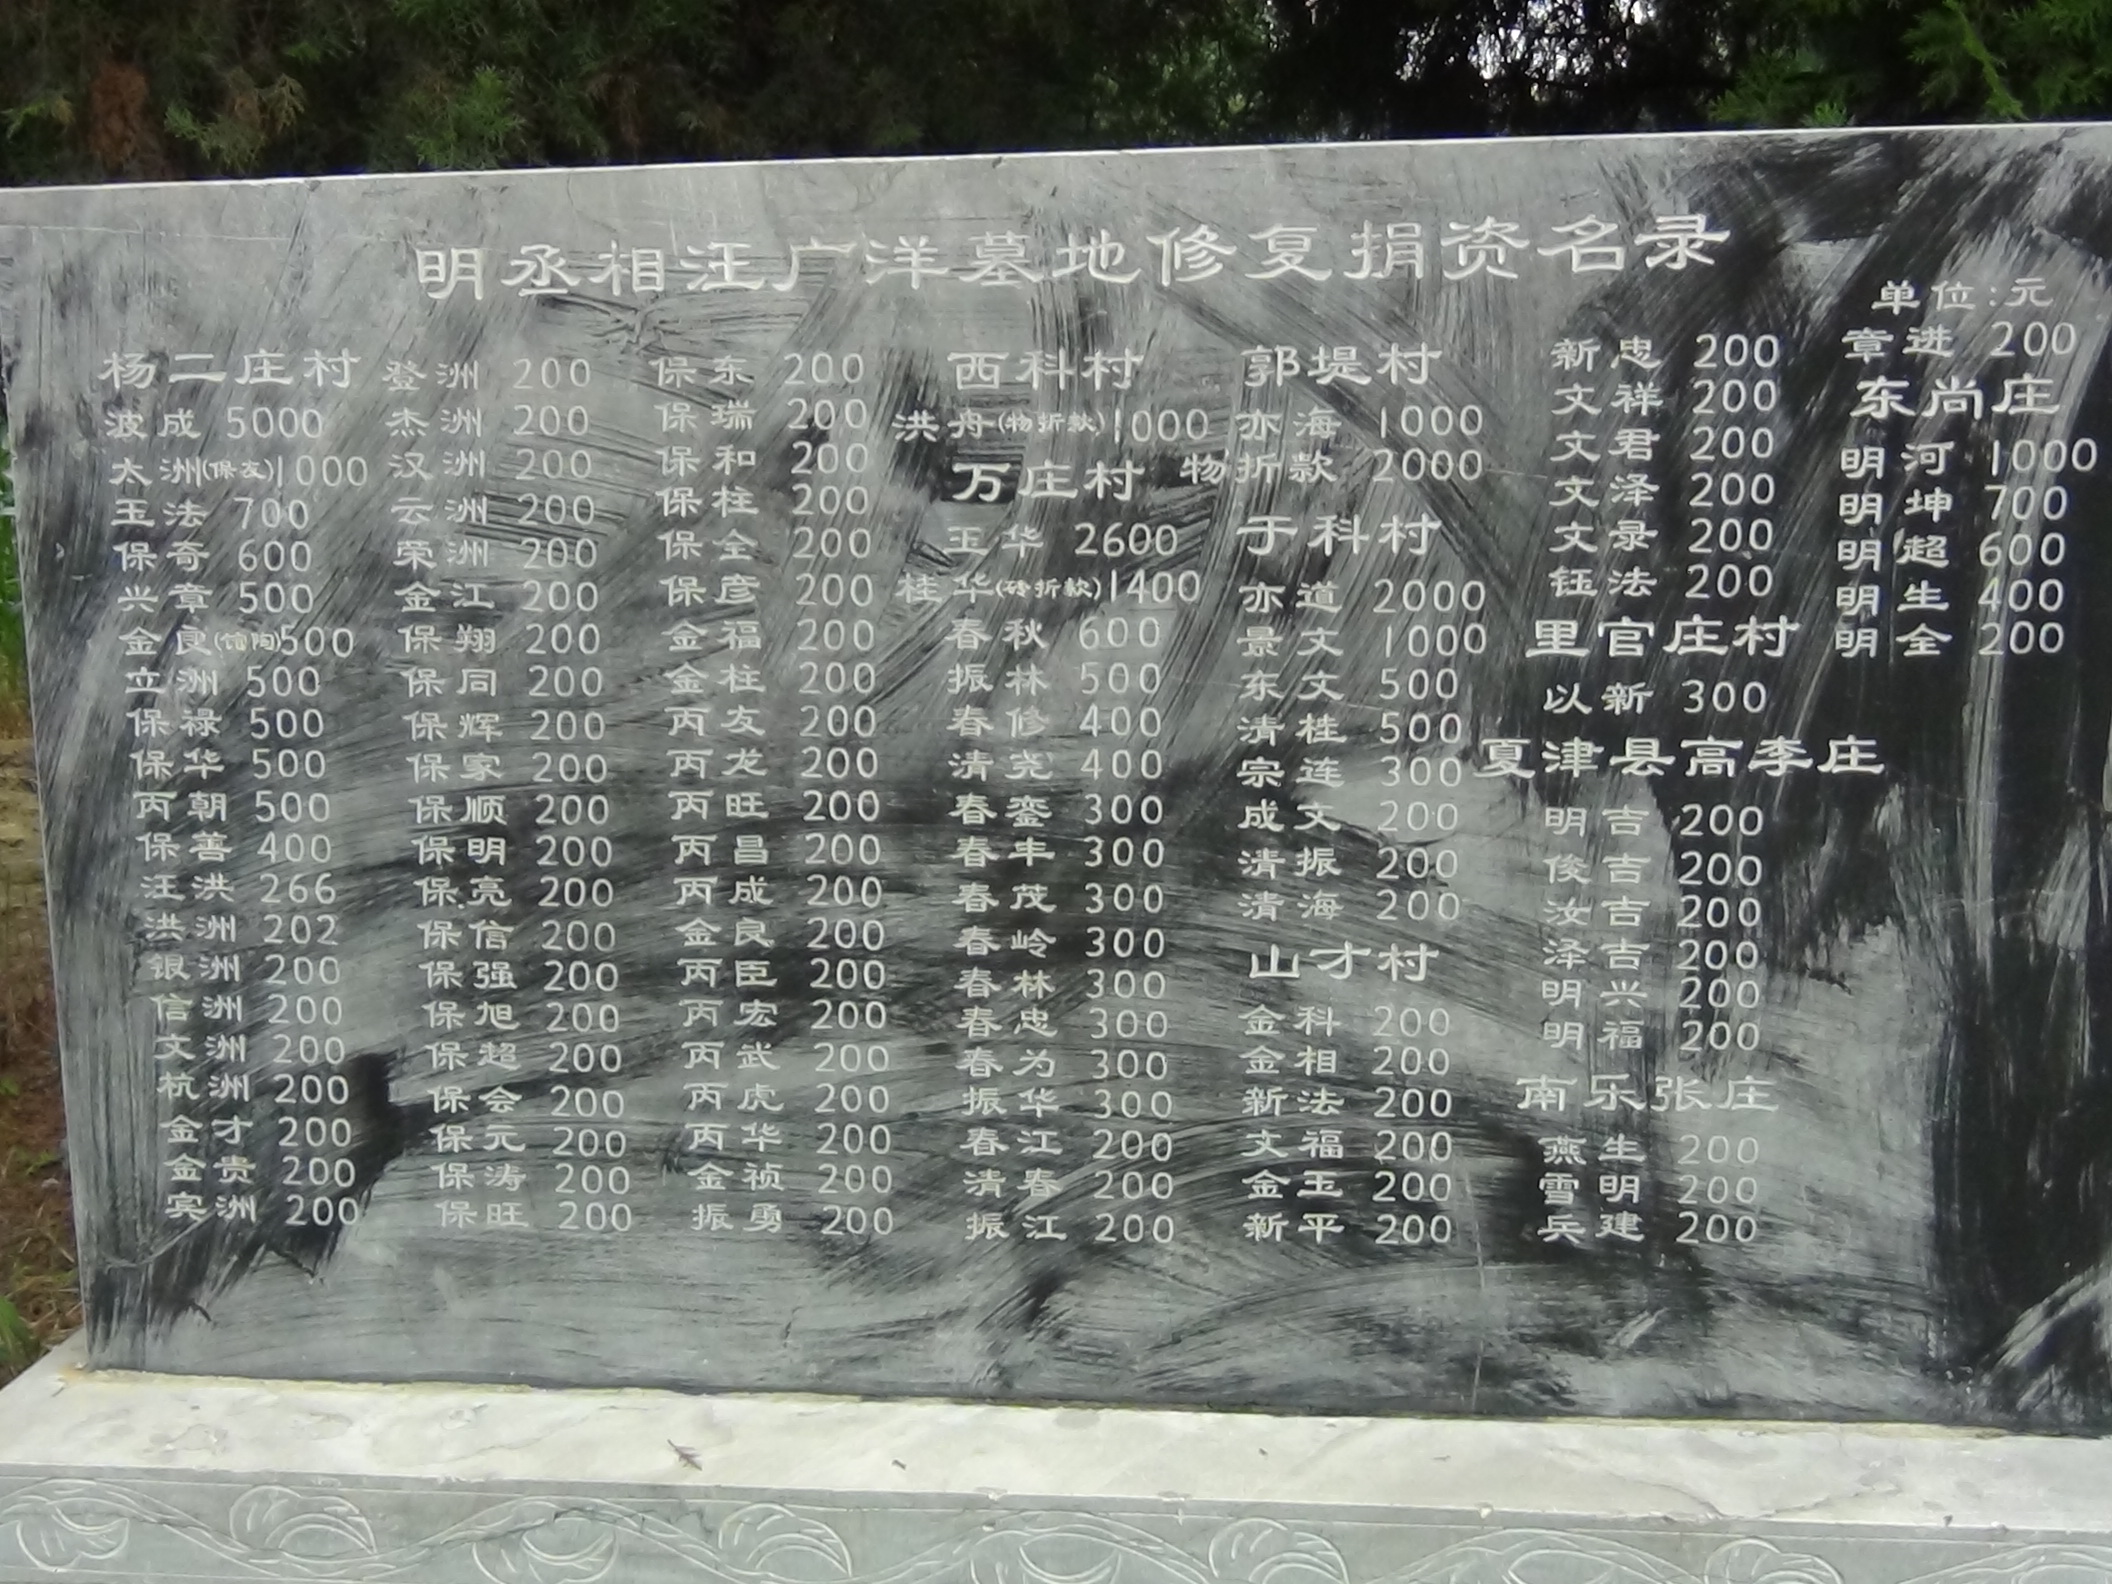 明丞相汪广洋墓地修复捐资名录
单位:元
杨二庄村
波成 5000
太洲(保友)1000
玉法 700
保奇 600
兴章 500
金良(馆陶)500
立洲 500
保禄 500
保华 500
丙朝 500
保善 400
汪洪 266
洪洲 202
银洲 200
信洲 200
文洲 200
杭洲 200
金才 200
金贵 200
宾洲 200
登洲 200
杰洲 200
汉洲 200
云洲 200
荣洲 200
金江 200
保翔 200
保同 200
保辉 200
保家 200
保顺 200
保明 200
保亮 200
保信 200
保强 200
保旭 200
保超 200
保会 200
保元 200
保涛 200
保旺 200
保东 200
保瑞 200
保和 200
保柱 200
保全 200
保彦 200
金福 200
金柱 200
丙友 200
丙龙 200
丙旺 200
丙昌 200
丙成 200
金良 200
丙臣 200
丙宏 200
丙武 200
丙虎 200
丙华 200
金祯 200
振勇 200
西科村
洪舟(物折款)1000
万庄村
玉华 2600
桂华(砖折款)1400
春秋 600
振林 500
春修 400
清尧 400
春銮 300
春丰 300
春茂 300
春岭 300
春林 300
春忠 300
春为 300
振华 300
春江 200
清春 200
振江 200
郭堤村
亦海 1000
物折款 2000
于科村
亦道 2000
景文 1000
东文 500
清桂 500
宗连 300
成文 200
清振 200
清海 200
山才村
金科 200
金相 200
新法 200
文福 200
金玉 200
新平 200
新忠 200
文祥 200
文君 200
文泽 200
文录 200
钰法 200
里官庄村
以新 300
夏津县高李庄
明吉 200
俊吉 200
汝吉 200
泽吉 200
明兴 200
明福 200
南乐张庄
燕生 200
雪明 200
兵建 200
章进 200
东尚庄
明河 1000
明坤 700
明超 600
明生 400
明全 200